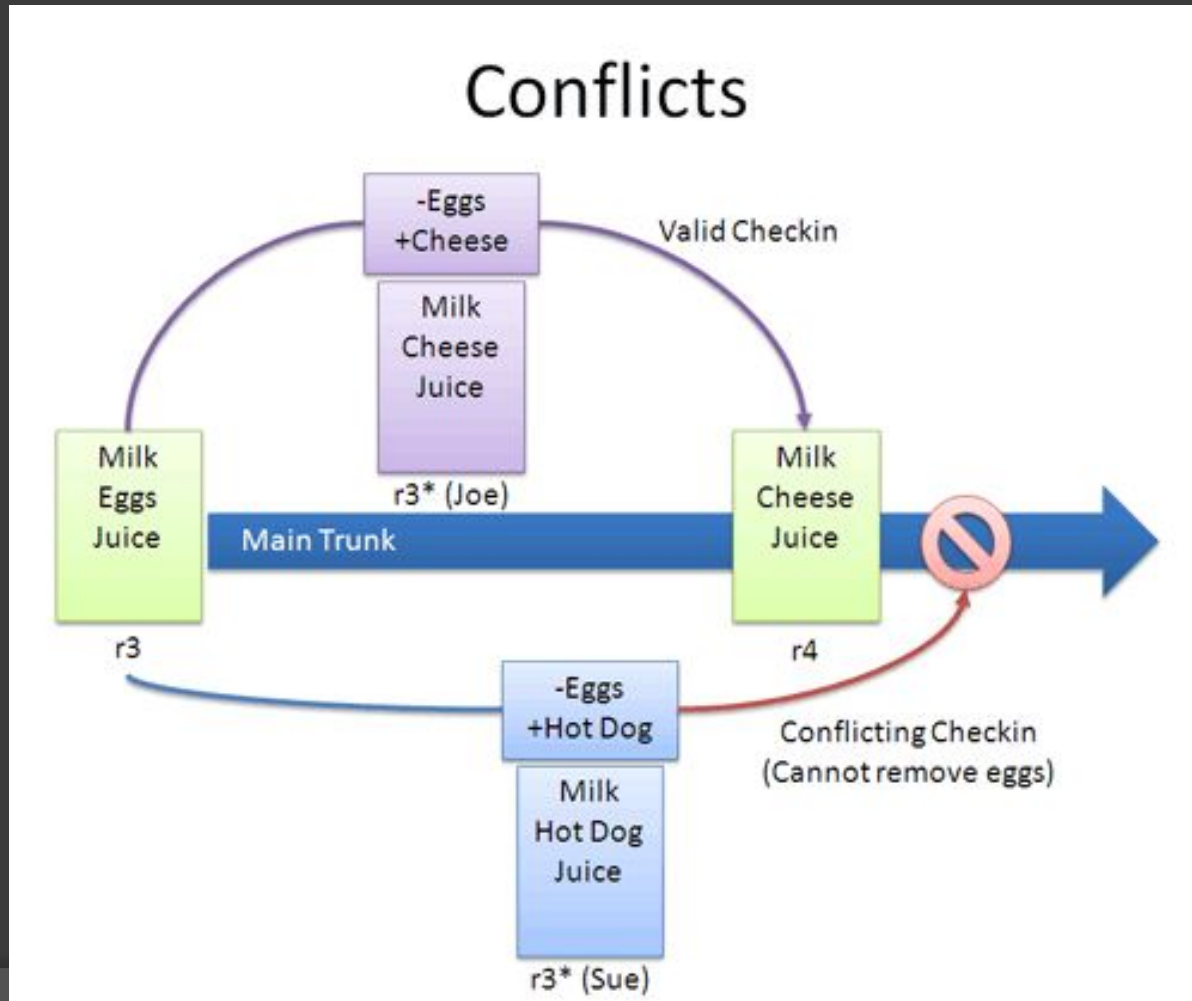 Conflicts
-Eggs
+Cheese
Valid Checkin
Milk
Cheese
Juice
r3* (Joe)
Milk
Eggs
Juice
r3
Main Trunk
Milk
Cheese
Juice
r4
-Eggs
+Hot Dog
Conflicting Checkin
(Cannot remove eggs)
Milk
Hot Dog
Juice
r3* (Sue)